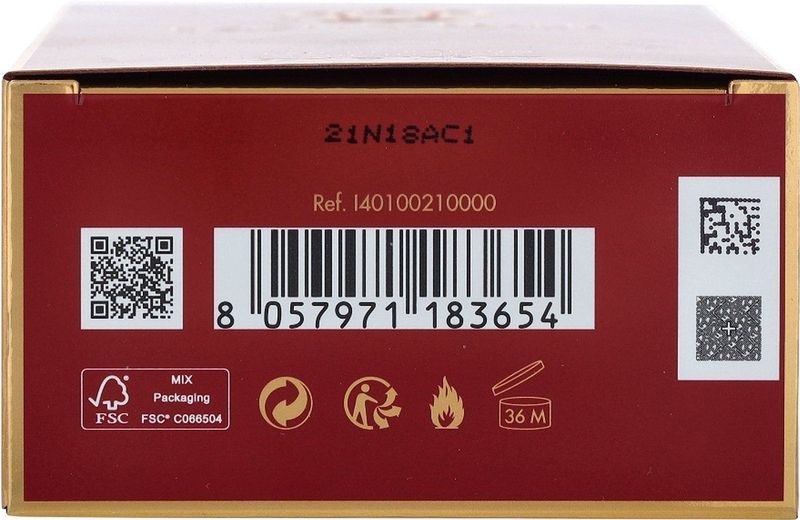 21N18AC1
Ref. I40100210000
8 057971 183654
MIX
Packaging
FSC® C066504
FSC
36 M